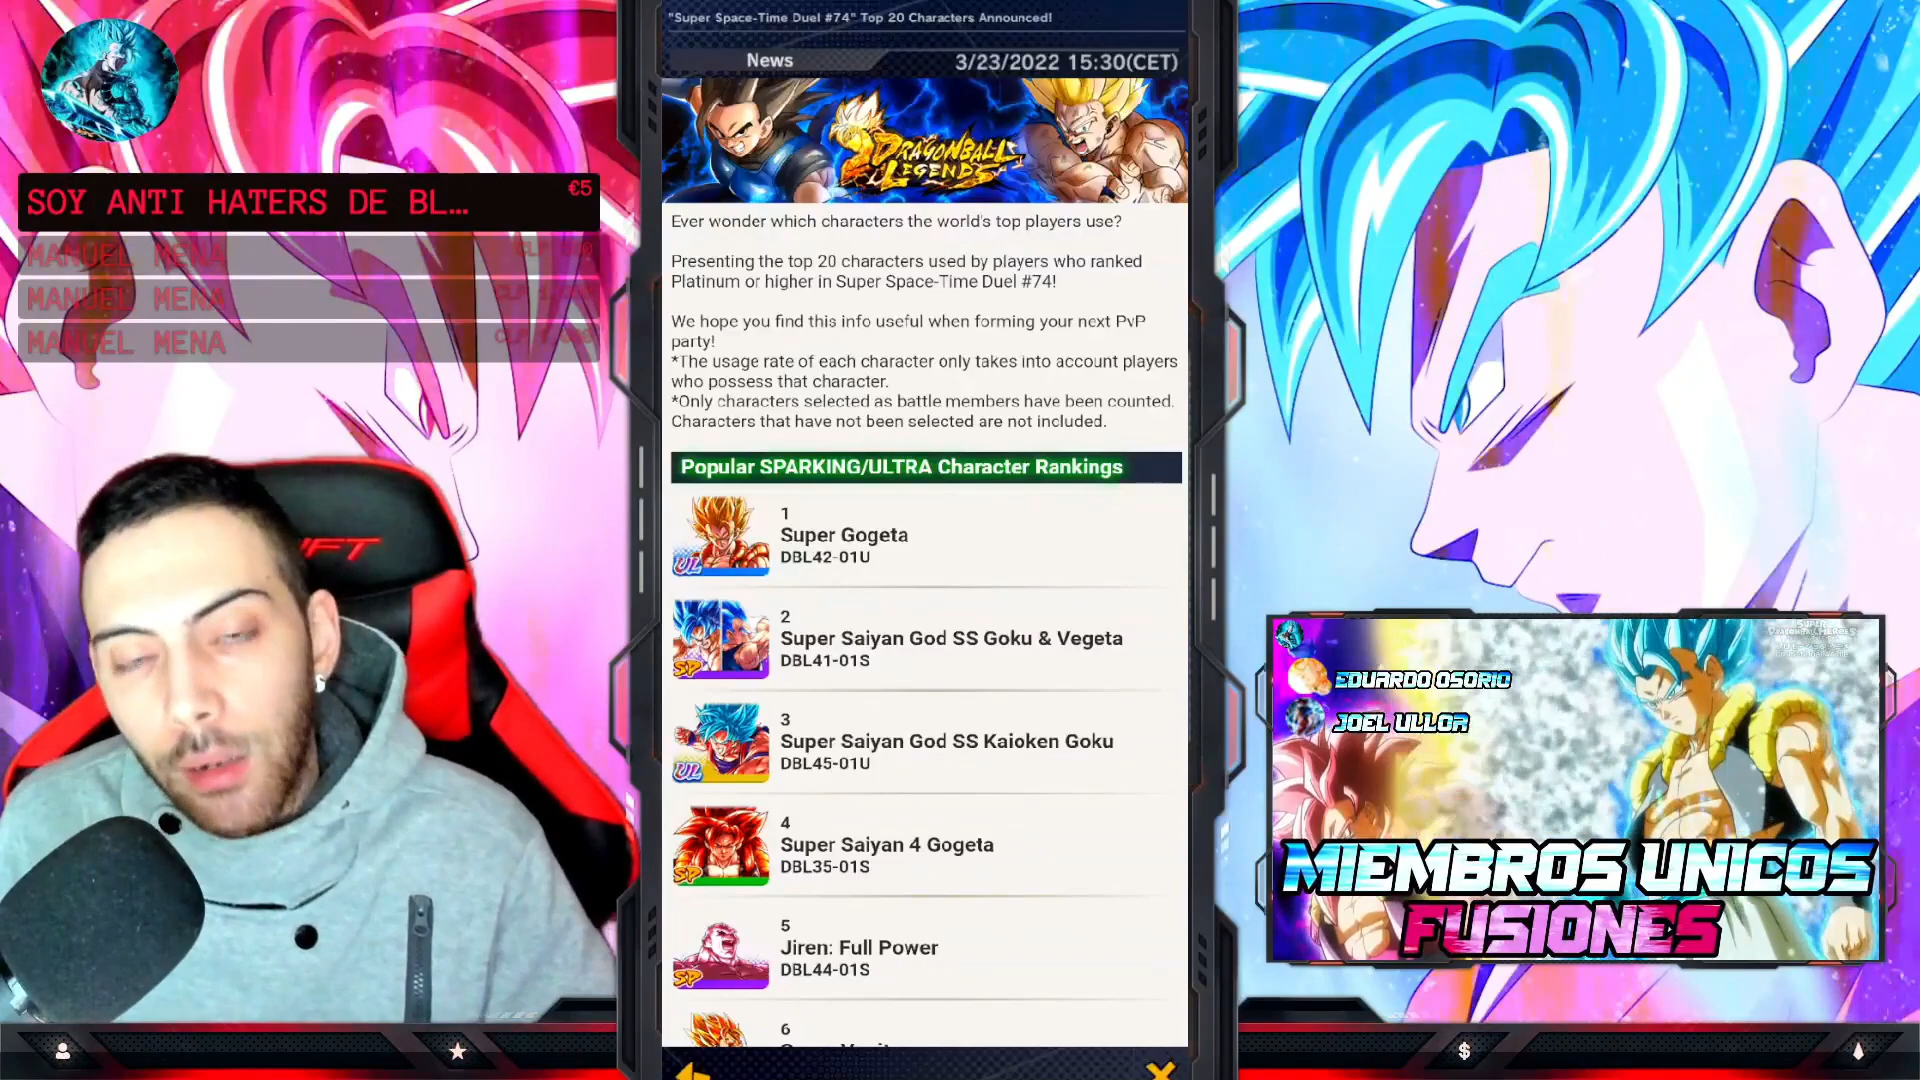 "Super Space-Time Duel #74" Top 20 Characters Announced!
News
3/23/2022 15:30(CET)
DRAGONBALL
LEGENDS
Ever wonder which characters the world's top players use?
Presenting the top 20 characters used by players who ranked
Platinum or higher in Super Space-Time Duel #74!
We hope you find this info useful when forming your next PvP
party!
*The usage rate of each character only takes into account players
who possess that character.
*Only characters selected as battle members have been counted.
Characters that have not been selected are not included.
Popular SPARKING/ULTRA Character Rankings
1
Super Gogeta
DBL42-01U
UL
2
Super Saiyan God SS Goku & Vegeta
DBL41-01S
SP
3
Super Saiyan God SS Kaioken Goku
DBL45-01U
UL
4
Super Saiyan 4 Gogeta
DBL35-01S
SP
5
Jiren: Full Power
DBL44-01S
SP
6
SOY ANTI HATERS DE BL...
€5
MANUEL MENA
MANUEL MENA
MANUEL MENA
EDUARDO OSORIO
JOEL ULLOR
MIEMBROS UNICOS
FUSIONES
$